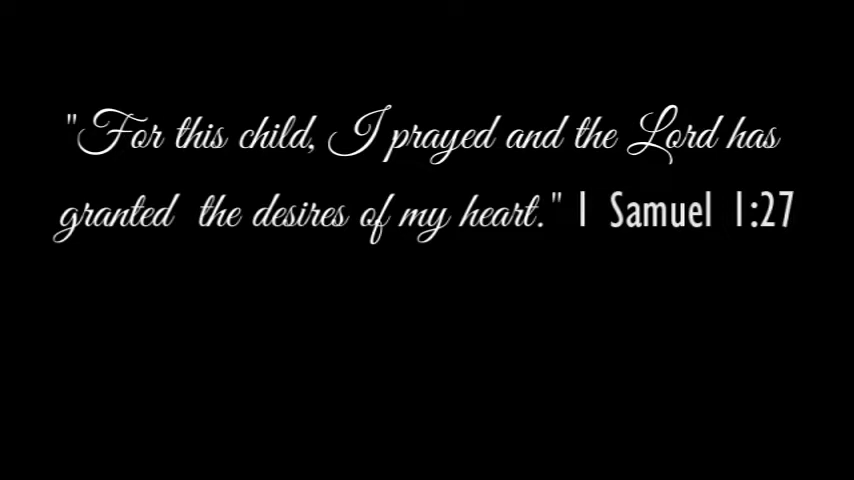 "For this child, I prayed and the Lord has
granted the desires of my heart." 1 Samuel 1:27